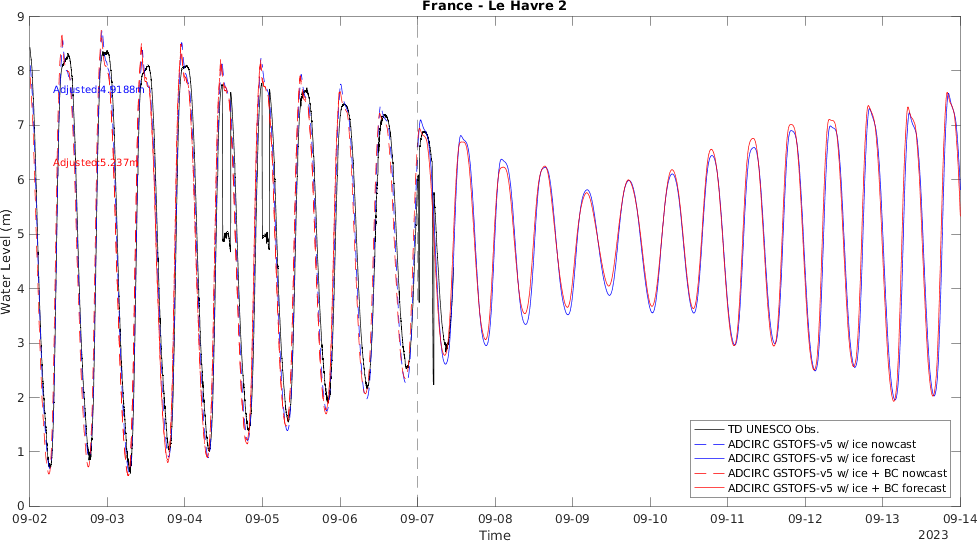 France - Le Havre 2
Water Level (m)
9
8
7
6
5
4
3
2
1
0
Adjusted:4.9188m
Adjusted:5.237m
TD UNESCO Obs.
ADCIRC GSTOFS-v5 w/ ice nowcast
ADCIRC GSTOFS-v5 w/ ice forecast
ADCIRC GSTOFS-v5 w/ ice + BC nowcast
ADCIRC GSTOFS-v5 w/ ice + BC forecast
09-02 09-03 09-04 09-05 09-06 09-07 09-08 09-09 09-10 09-11 09-12 09-13 09-14
Time
2023